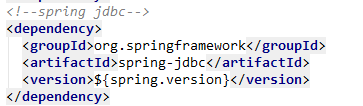 <!--spring jdbc-->
<dependency>
<groupId>org.springframework</groupId>
<artifactId>spring-jdbc</artifactId>
<version>${spring.version}</version>
</dependency>